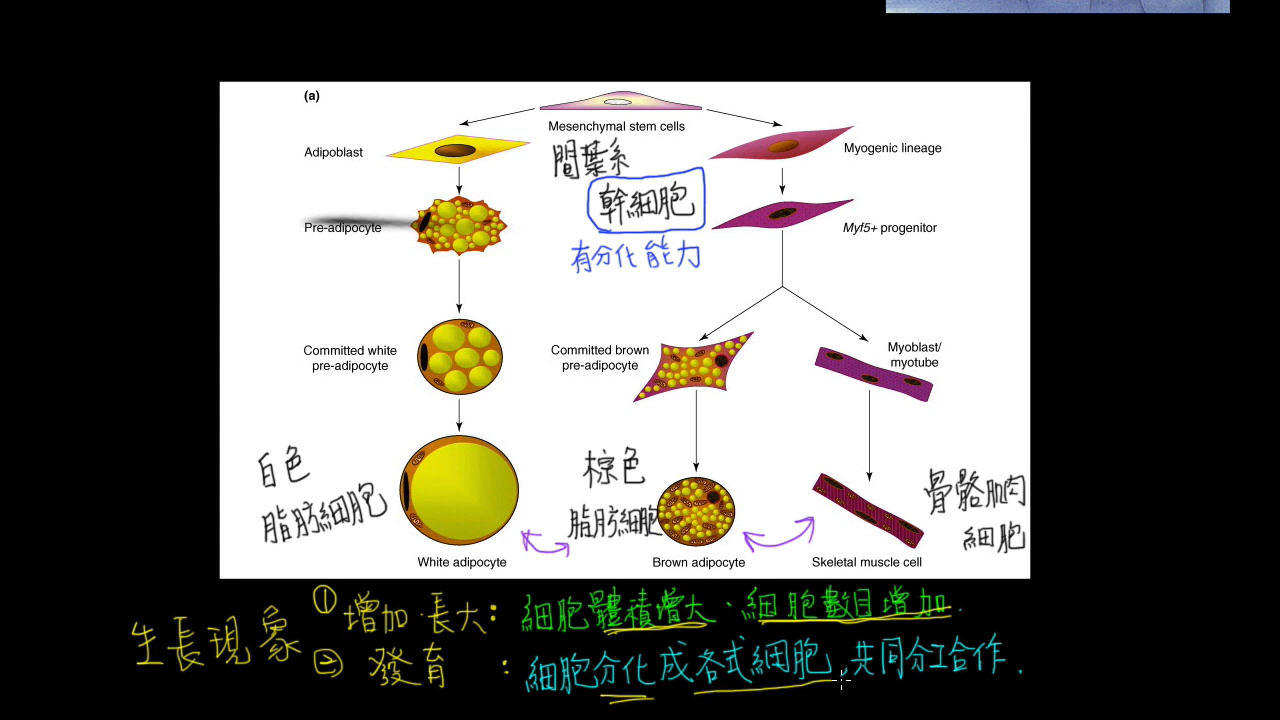 (a)
Mesenchymal stem cells
Adipoblast
間葉系
Myogenic lineage
幹細胞
Pre-adipocyte
Myf5+ progenitor
有分化能力
Committed white
pre-adipocyte
Committed brown
pre-adipocyte
Myoblast/
myotube
白色
脂肪細胞
棕色
脂肪細胞
骨骼肌肉
細胞
White adipocyte
Brown adipocyte
Skeletal muscle cell
生長現象
① 增加、長大：細胞體積增大、細胞數目增加.
② 發育：細胞分化成各式細胞，共同分工合作.